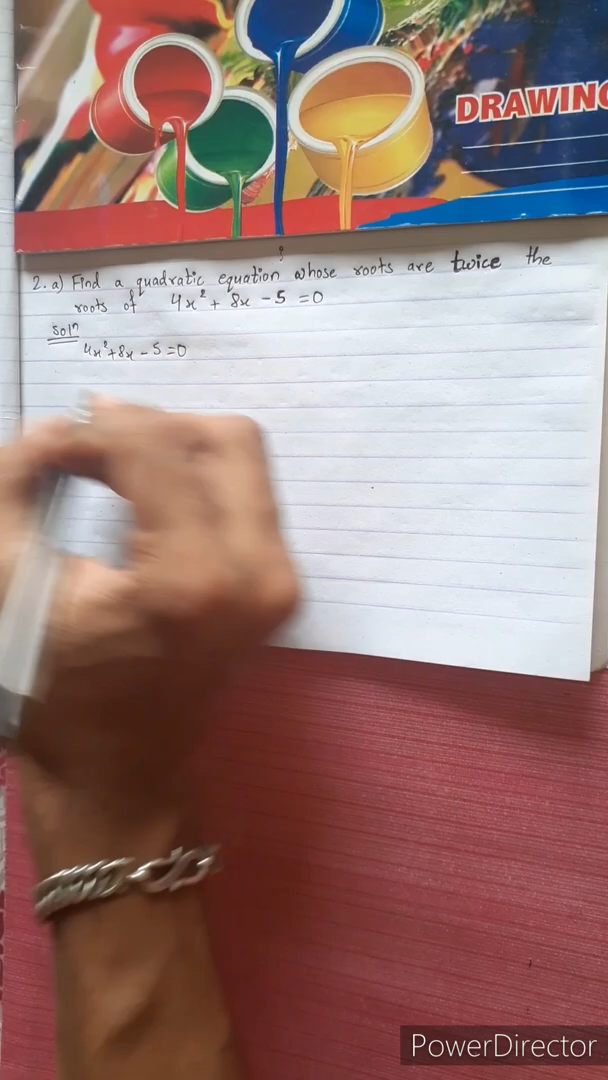 DRAWING
2. a) Find a quadratic equation whose roots are twice the
roots of 4x² + 8x - 5 = 0
Solⁿ
4x²+8x - 5 = 0
PowerDirector